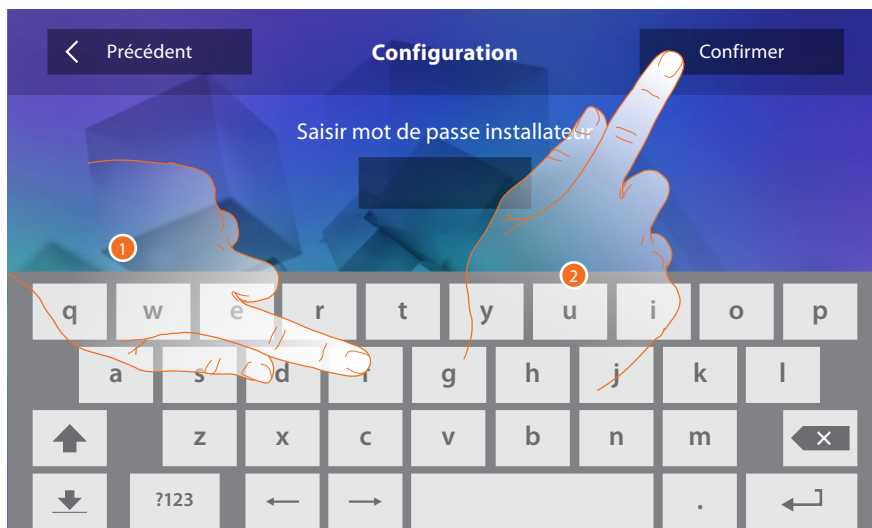 Précédent
Configuration
Confirmer
Saisir mot de passe installateur
1
2
q w e r t y u i o p
a s d f g h j k l
z x c v b n m
?123 .